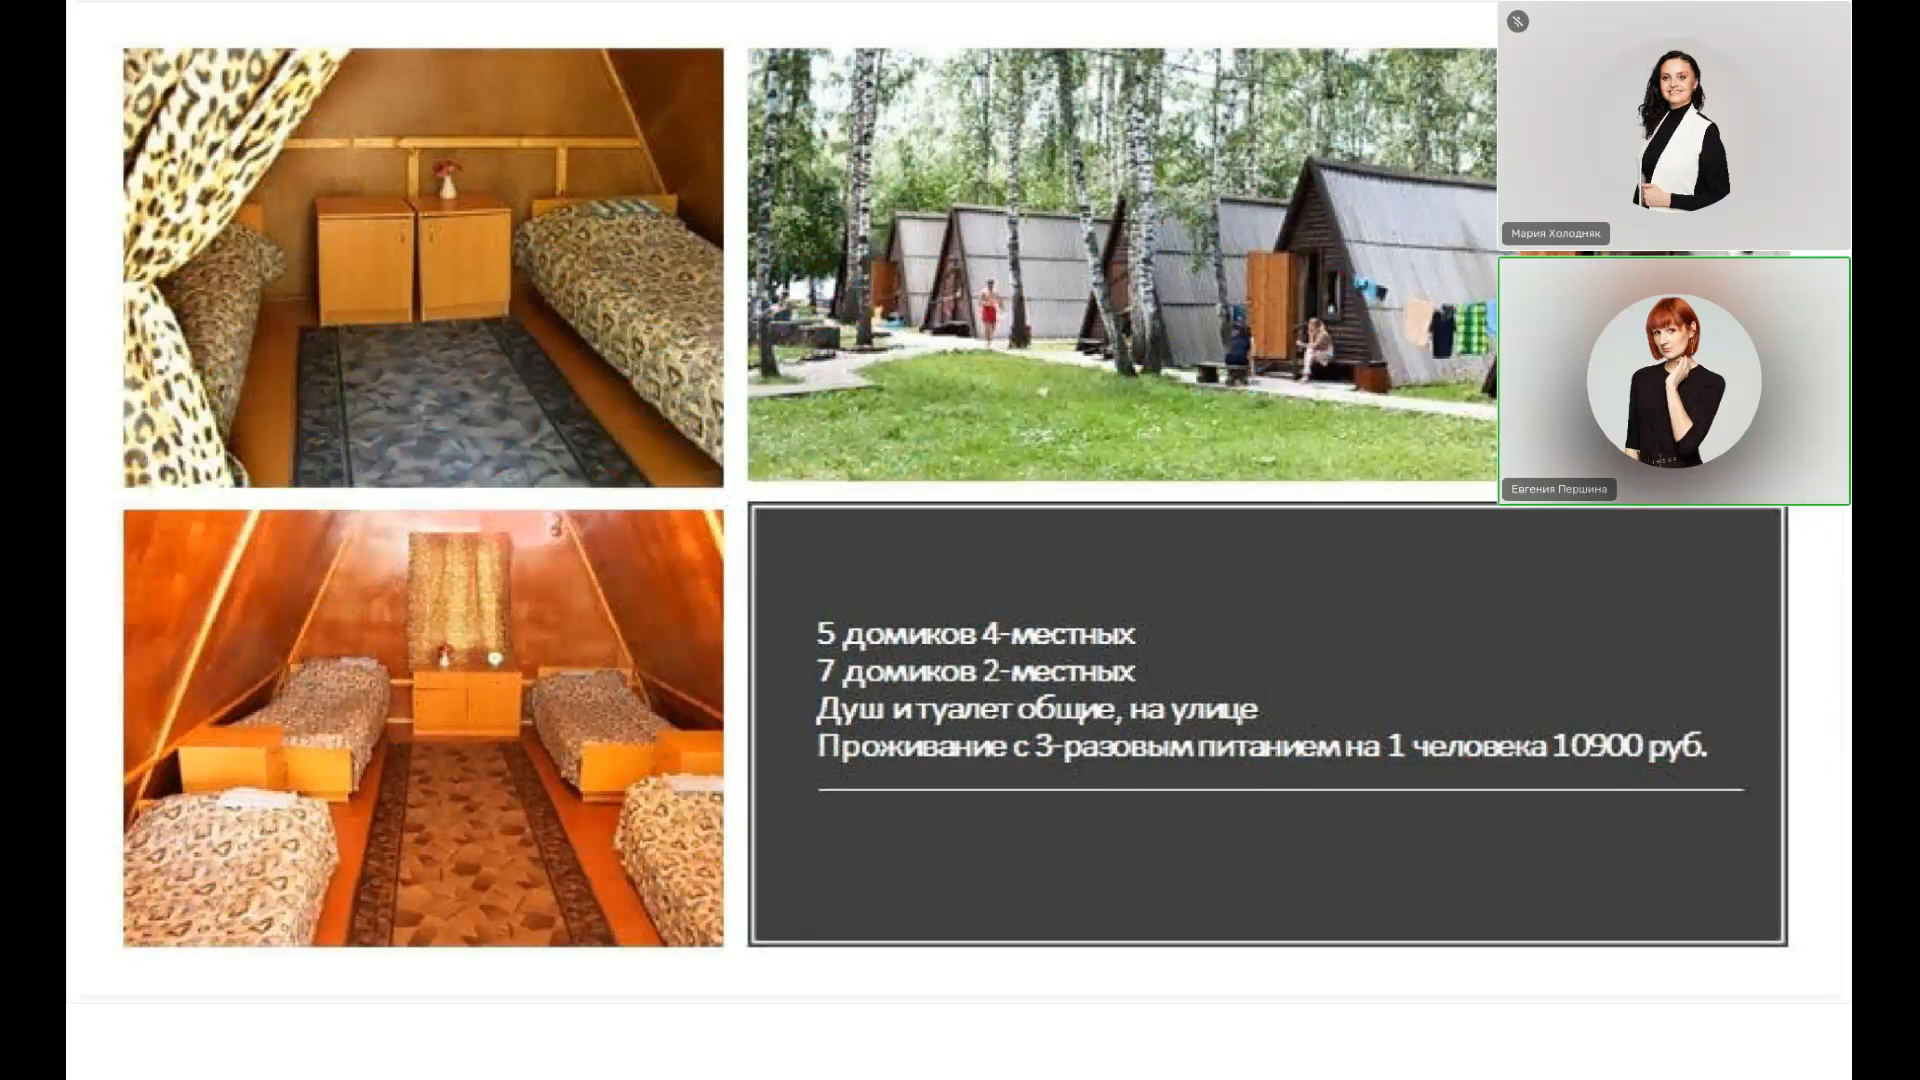 Мария Холодняк
Евгения Першина
5 домиков 4-местных
7 домиков 2-местных
Душ и туалет общие, на улице
Проживание с 3-разовым питанием на 1 человека 10900 руб.